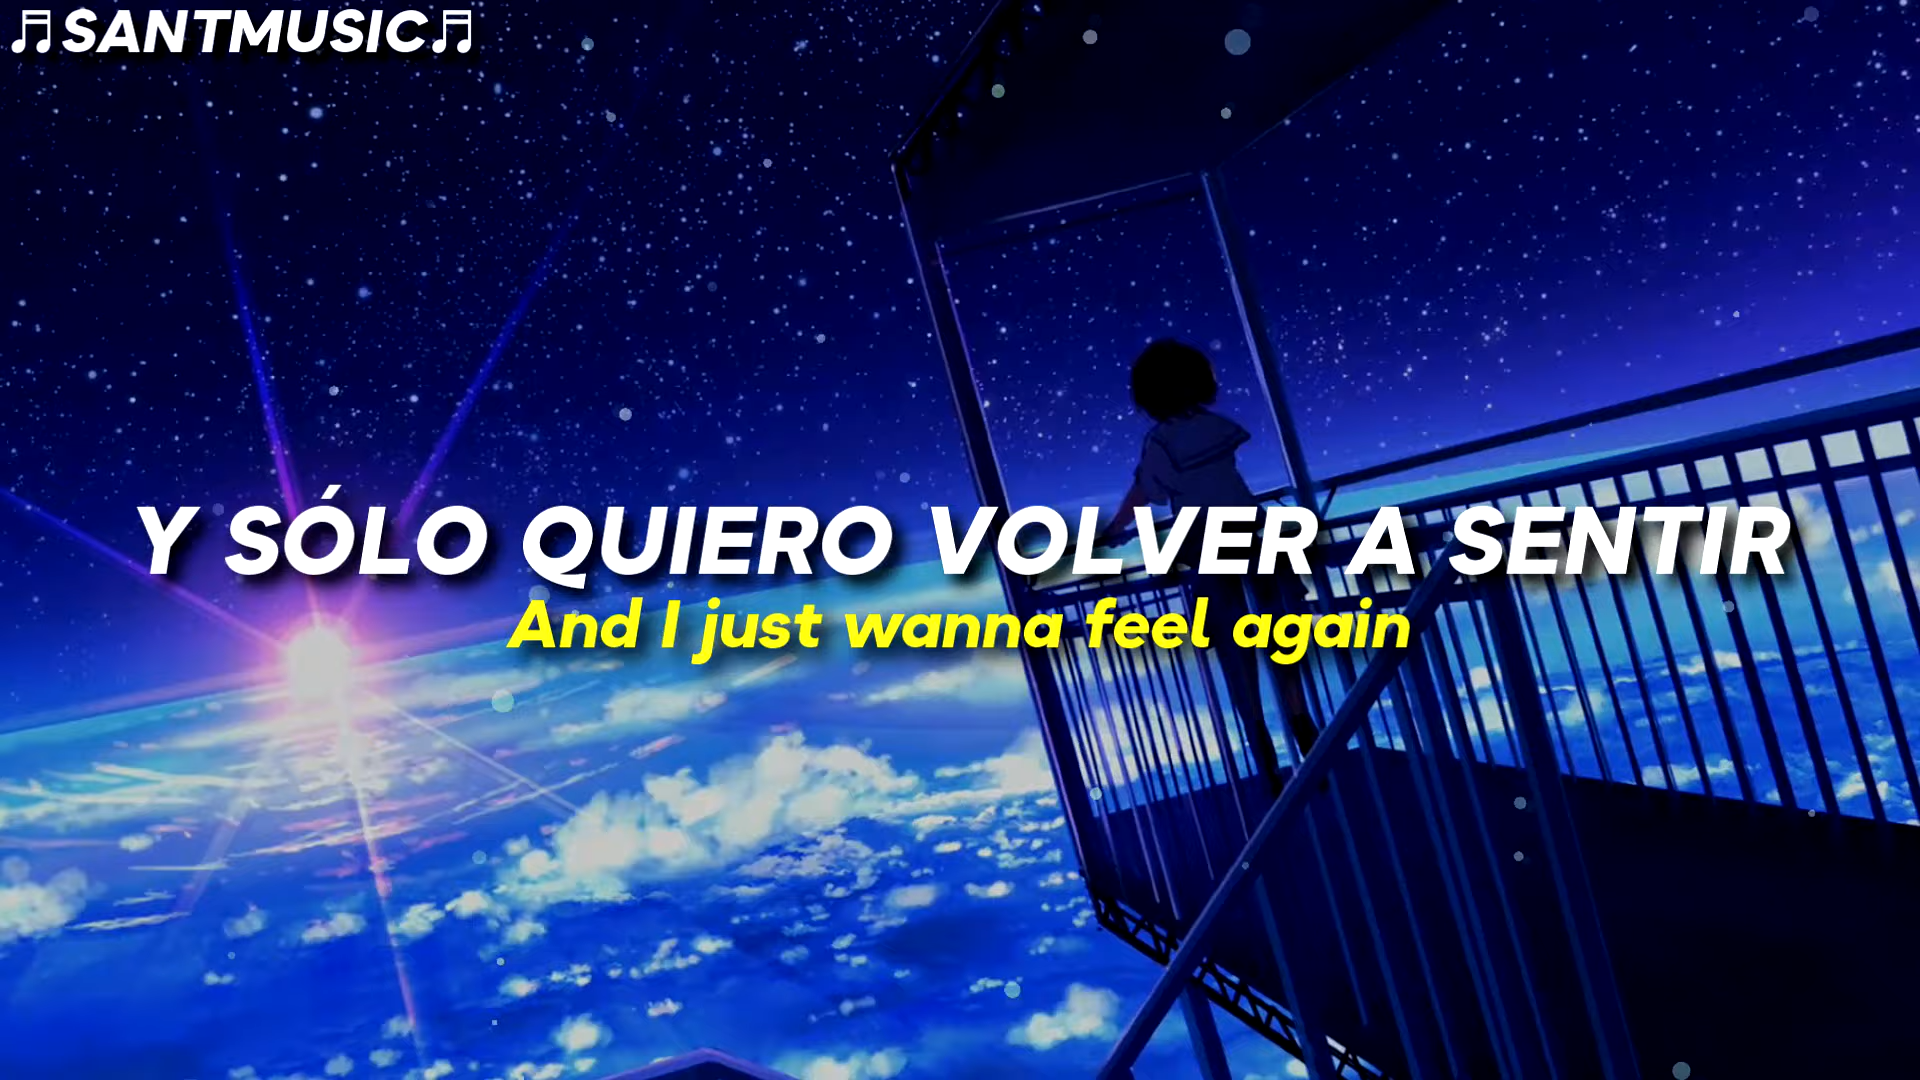 ♬SANTMUSIC♬
Y SÓLO QUIERO VOLVER A SENTIR
And I just wanna feel again